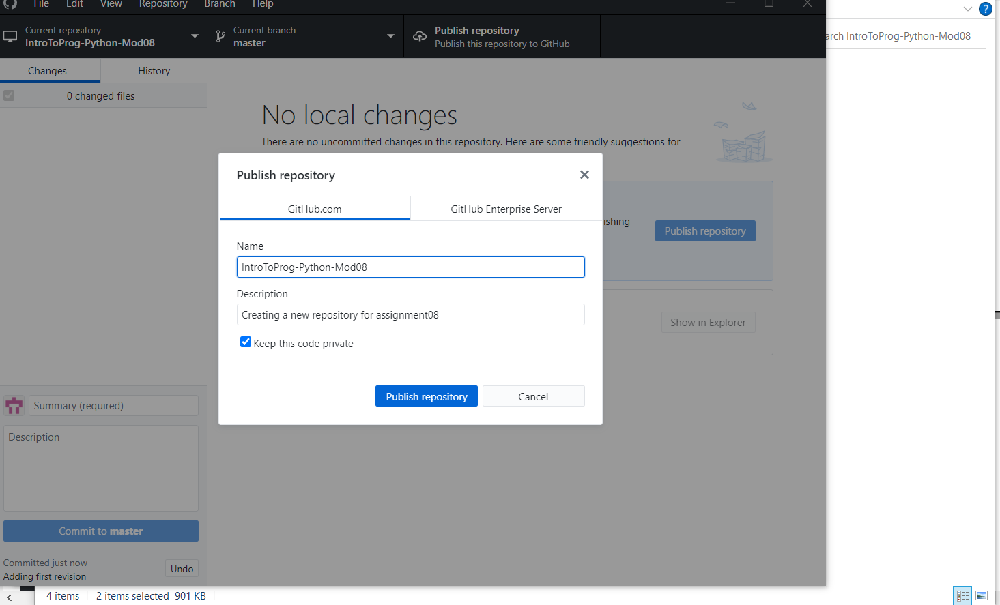 File Edit View Repository Branch Help
Current repository
IntroToProg-Python-Mod08
Current branch
master
Publish repository
Publish this repository to GitHub
arch IntroToProg-Python-Mod08
?
Changes History
0 changed files
No local changes
There are no uncommitted changes in this repository. Here are some friendly suggestions for
Publish repository
GitHub.com GitHub Enterprise Server
ishing
Publish repository
Name
IntroToProg-Python-Mod08
Description
Creating a new repository for assignment08
Show in Explorer
Keep this code private
Publish repository Cancel
Summary (required)
Description
Commit to master
Committed just now
Adding first revision
Undo
4 items 2 items selected 901 KB